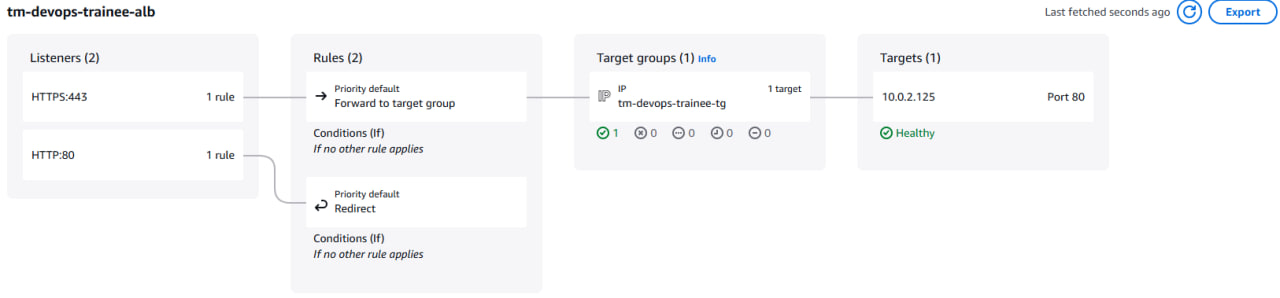 tm-devops-trainee-alb
Last fetched seconds ago
Export
Listeners (2)
HTTPS:443
1 rule
HTTP:80
1 rule
Rules (2)
Priority default
Forward to target group
Conditions (If)
If no other rule applies
Priority default
Redirect
Conditions (If)
If no other rule applies
Target groups (1) Info
IP
IP
1 target
tm-devops-trainee-tg
1 0 0 0 0
Targets (1)
10.0.2.125
Port 80
Healthy